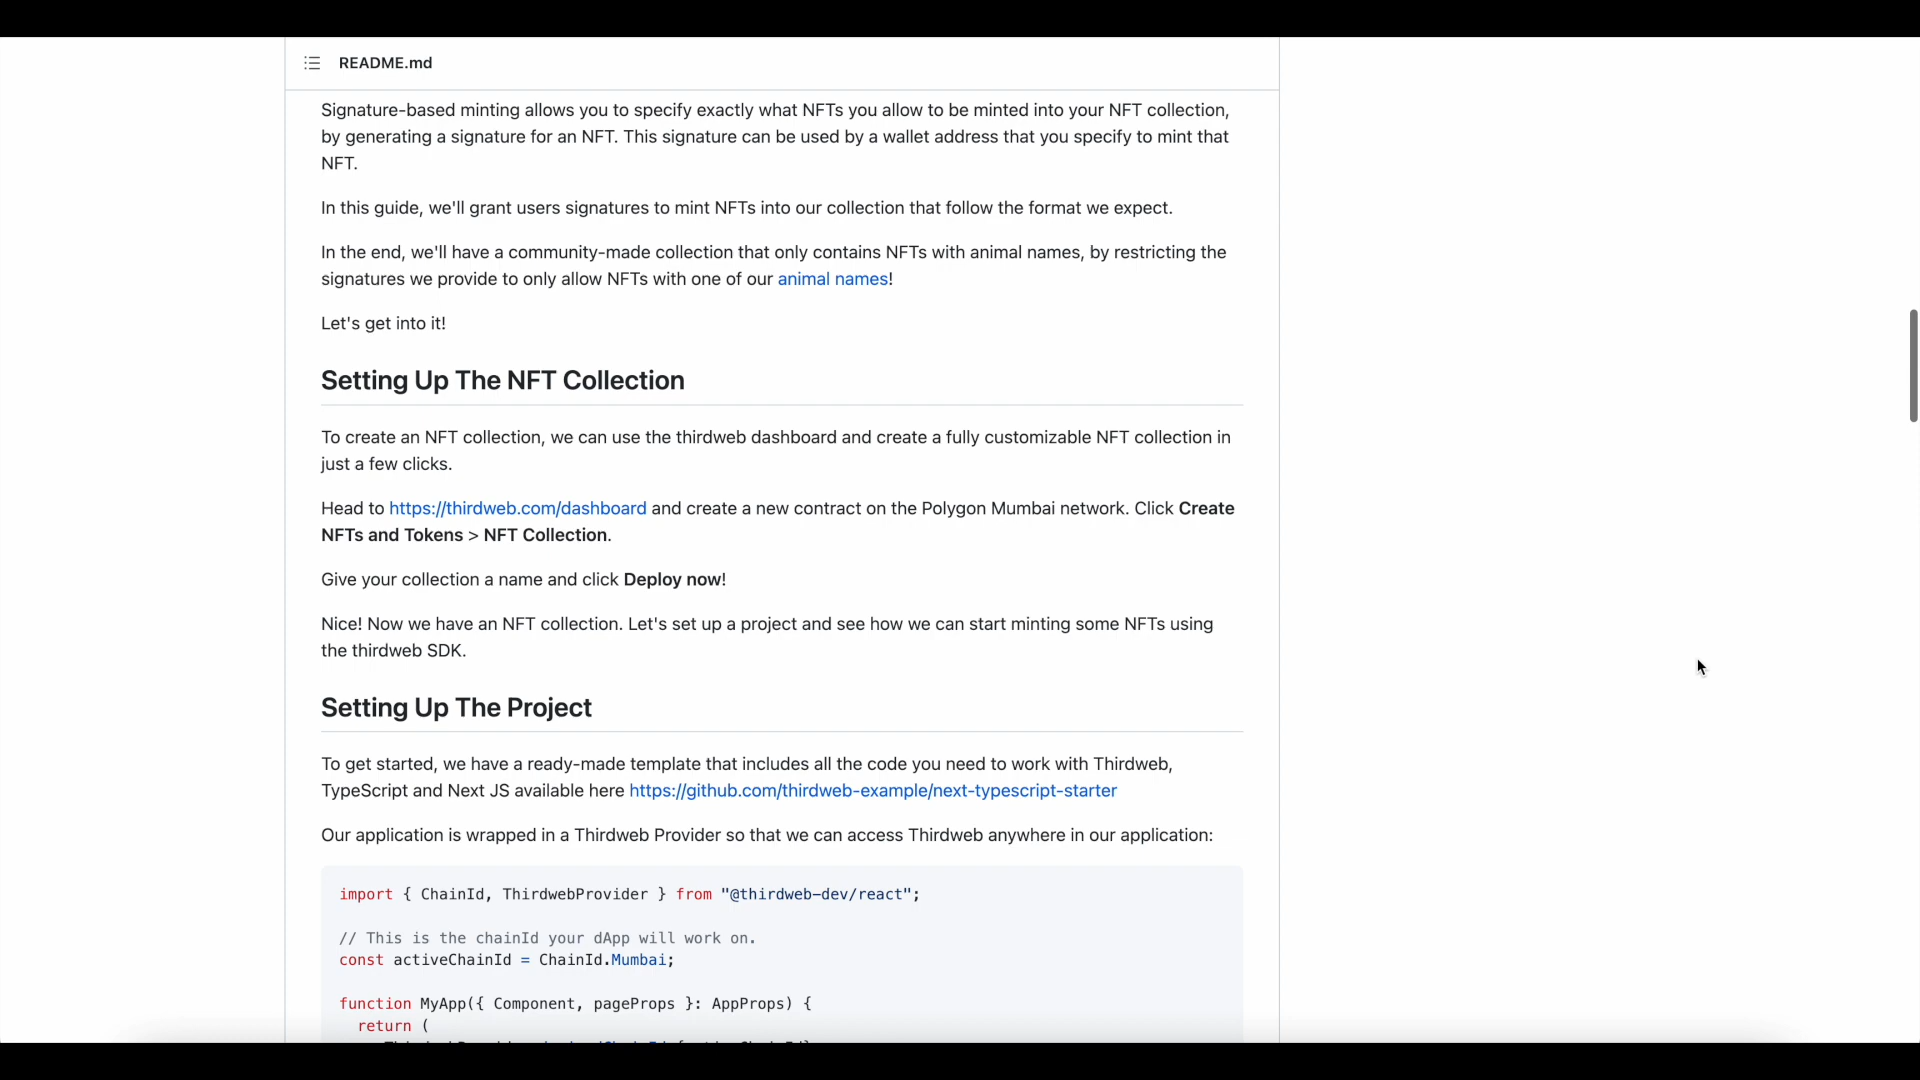 README.md
Signature-based minting allows you to specify exactly what NFTs you allow to be minted into your NFT collection,
by generating a signature for an NFT. This signature can be used by a wallet address that you specify to mint that
NFT.
In this guide, we'll grant users signatures to mint NFTs into our collection that follow the format we expect.
In the end, we'll have a community-made collection that only contains NFTs with animal names, by restricting the
signatures we provide to only allow NFTs with one of our animal names!
Let's get into it!
Setting Up The NFT Collection
To create an NFT collection, we can use the thirdweb dashboard and create a fully customizable NFT collection in
just a few clicks.
Head to https://thirdweb.com/dashboard and create a new contract on the Polygon Mumbai network. Click Create
NFTs and Tokens > NFT Collection.
Give your collection a name and click Deploy now!
Nice! Now we have an NFT collection. Let's set up a project and see how we can start minting some NFTs using
the thirdweb SDK.
Setting Up The Project
To get started, we have a ready-made template that includes all the code you need to work with Thirdweb,
TypeScript and Next JS available here https://github.com/thirdweb-example/next-typescript-starter
Our application is wrapped in a Thirdweb Provider so that we can access Thirdweb anywhere in our application:
import { ChainId, ThirdwebProvider } from "@thirdweb-dev/react";
// This is the chainId your dApp will work on.
const activeChainId = ChainId.Mumbai;
function MyApp({ Component, pageProps }: AppProps) {
return (